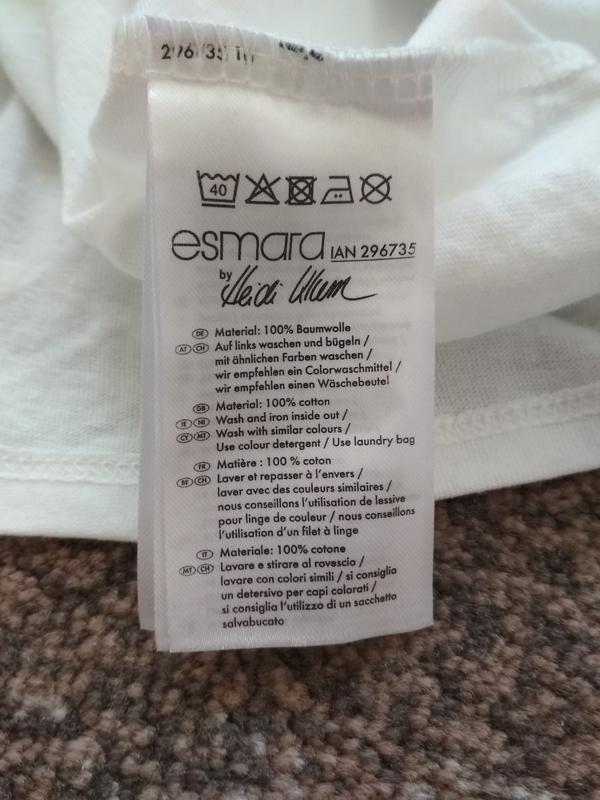 40
esmara IAN 296735
by Heidi Klum
DE Material: 100% Baumwolle
AT CH Auf links waschen und bügeln /
mit ähnlichen Farben waschen /
wir empfehlen ein Colorwaschmittel /
wir empfehlen einen Wäschebeutel
GB Material: 100% cotton
IE NI Wash and iron inside out /
CY MT Wash with similar colours /
Use colour detergent / Use laundry bag
FR Matière : 100 % coton
BE CH Laver et repasser à l'envers /
laver avec des couleurs similaires /
nous conseillons l'utilisation de lessive
pour linge de couleur / nous conseillons
l'utilisation d'un filet à linge
IT Materiale: 100% cotone
MT CH Lavare e stirare al rovescio /
lavare con colori simili / si consiglia
un detersivo per capi colorati /
si consiglia l'utilizzo di un sacchetto
salvabucato